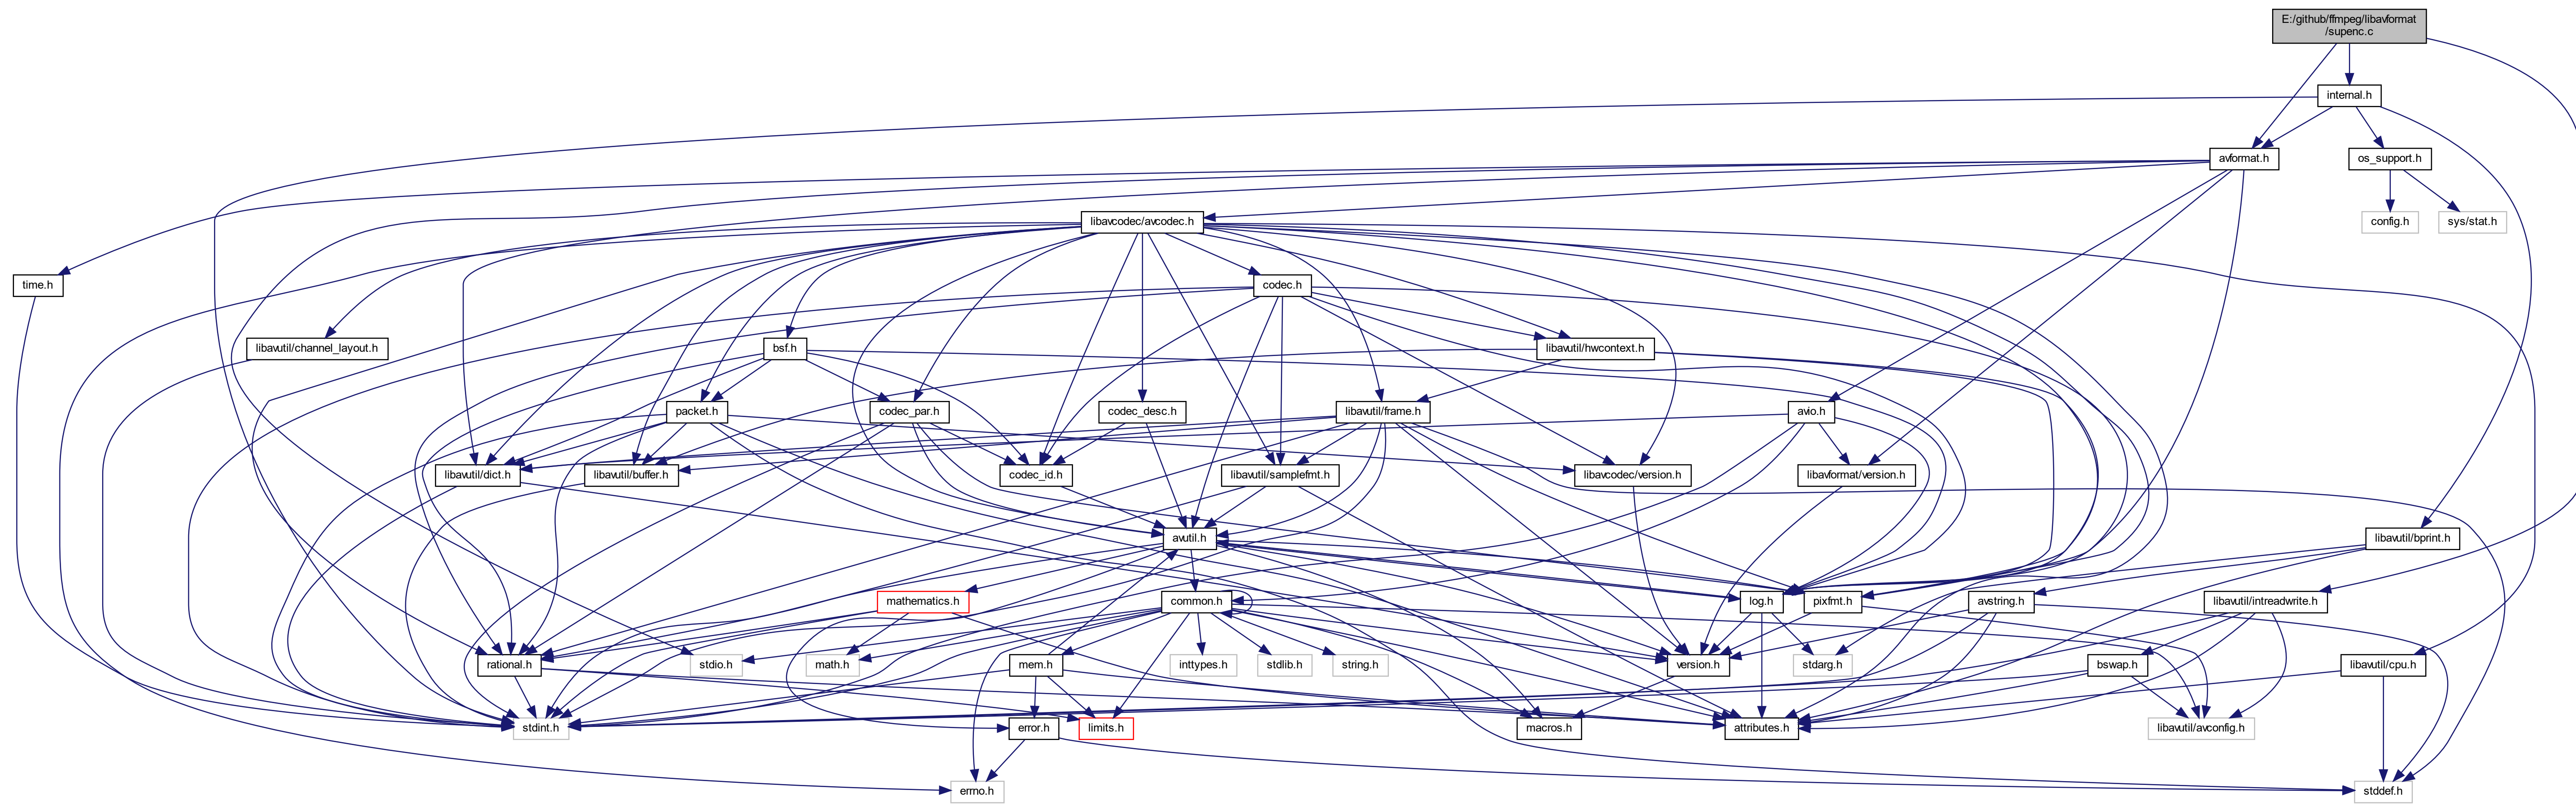 E:/github/ffmpeg/libavformat
/supenc.c
internal.h
avformat.h
os_support.h
libavcodec/avcodec.h
config.h
sys/stat.h
time.h
codec.h
libavutil/channel_layout.h
bsf.h
libavutil/hwcontext.h
packet.h
codec_par.h
codec_desc.h
libavutil/frame.h
avio.h
libavutil/dict.h
libavutil/buffer.h
codec_id.h
libavutil/samplefmt.h
libavcodec/version.h
libavformat/version.h
avutil.h
libavutil/bprint.h
mathematics.h
common.h
log.h
pixfmt.h
avstring.h
libavutil/intreadwrite.h
rational.h
stdio.h
math.h
mem.h
inttypes.h
stdlib.h
string.h
version.h
stdarg.h
bswap.h
libavutil/cpu.h
stdint.h
error.h
limits.h
macros.h
attributes.h
libavutil/avconfig.h
errno.h
stddef.h